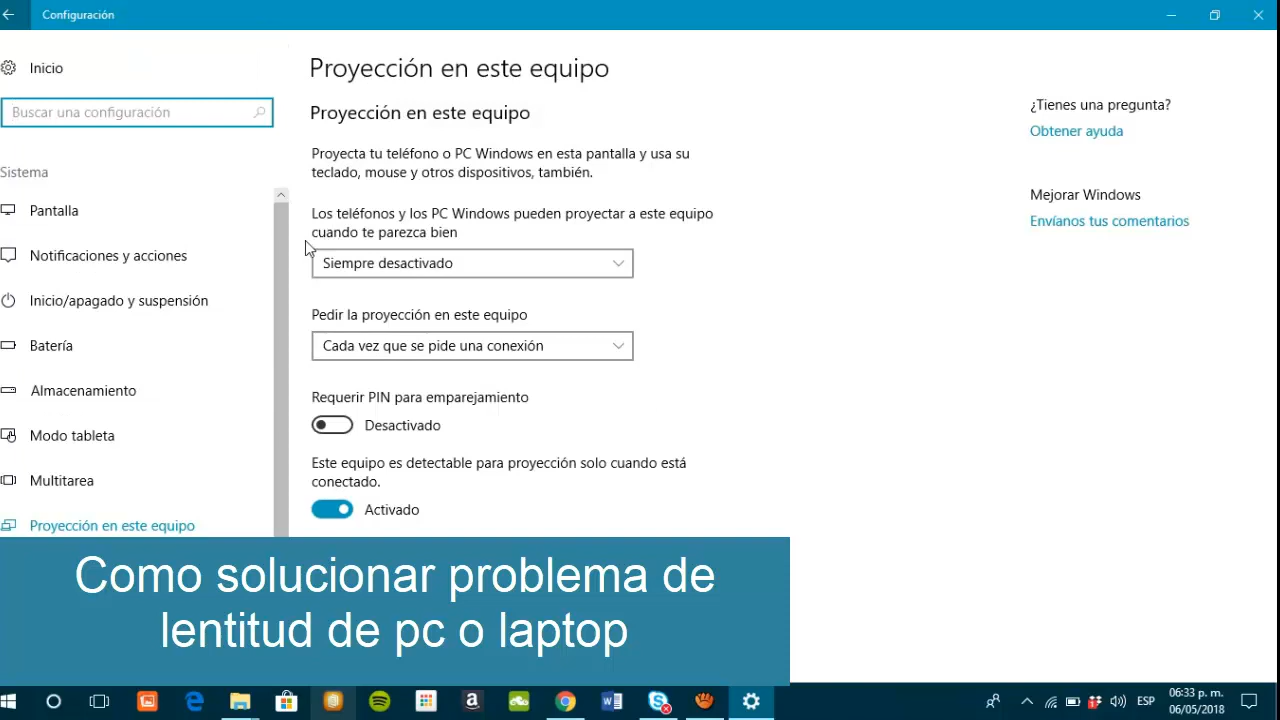 Configuración
Inicio
Buscar una configuración
Sistema
Pantalla
Notificaciones y acciones
Inicio/apagado y suspensión
Batería
Almacenamiento
Modo tableta
Multitarea
Proyección en este equipo
Proyección en este equipo
Proyección en este equipo
Proyecta tu teléfono o PC Windows en esta pantalla y usa su
teclado, mouse y otros dispositivos, también.
Los teléfonos y los PC Windows pueden proyectar a este equipo
cuando te parezca bien
Siempre desactivado
Pedir la proyección en este equipo
Cada vez que se pide una conexión
Requerir PIN para emparejamiento
Desactivado
Este equipo es detectable para proyección solo cuando está
conectado.
Activado
¿Tienes una pregunta?
Obtener ayuda
Mejorar Windows
Envíanos tus comentarios
Como solucionar problema de
lentitud de pc o laptop
ESP
06:33 p. m.
06/05/2018